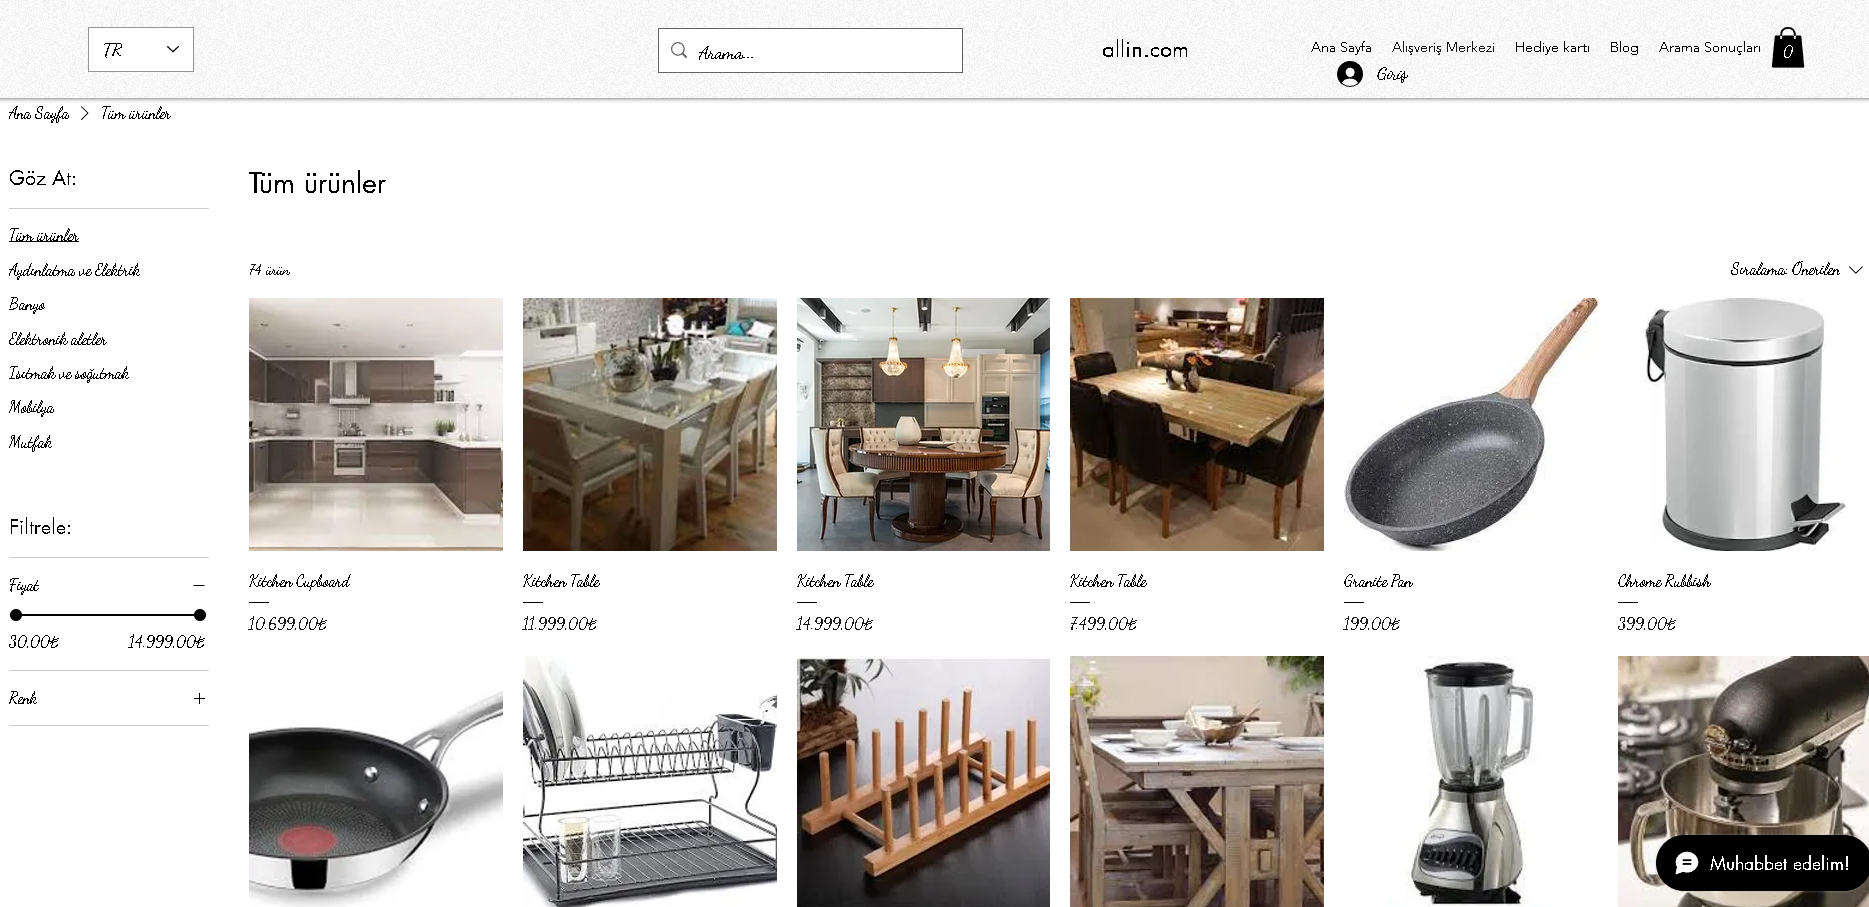 TR
Arama...
allin.com
Ana Sayfa Alışveriş Merkezi Hediye kartı Blog Arama Sonuçları
0
Giriş
Ana Sayfa > Tüm ürünler
Göz At:
Tüm ürünler
Aydınlatma ve Elektrik
Banyo
Elektronik aletler
Isıtmak ve soğutmak
Mobilya
Mutfak
Filtrele:
Fiyat
30.00₺ 14.999.00₺
Renk
Tüm ürünler
74 ürün
Sıralama: Önerilen
Kitchen Cupboard
10.699.00₺
Kitchen Table
11.999.00₺
Kitchen Table
14.999.00₺
Kitchen Table
7.499.00₺
Granite Pan
199.00₺
Chrome Rubbish
399.00₺
Muhabbet edelim!